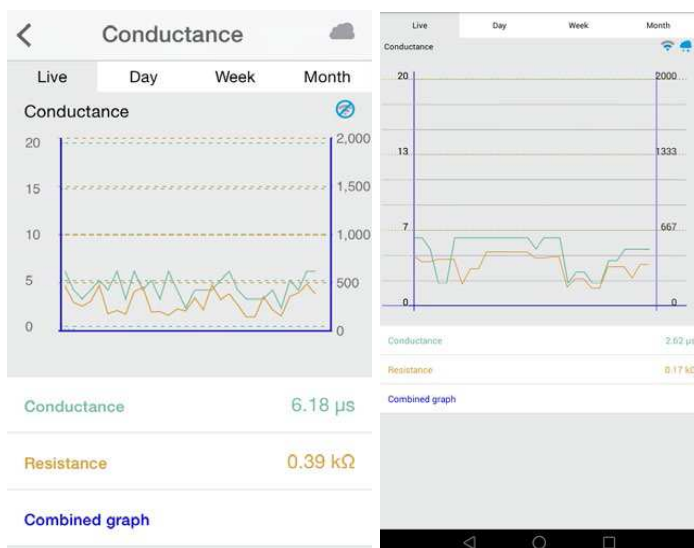 Conductance
Live Day Week Month
Conductance
20 2,000
15 1,500
10 1,000
5 500
0 0
Conductance 6.18 µs
Resistance 0.39 kΩ
Combined graph
Live Day Week Month
Conductance
20 2000
13 1333
7 667
0 0
Conductance 2.62 µs
Resistance 0.17 kΩ
Combined graph